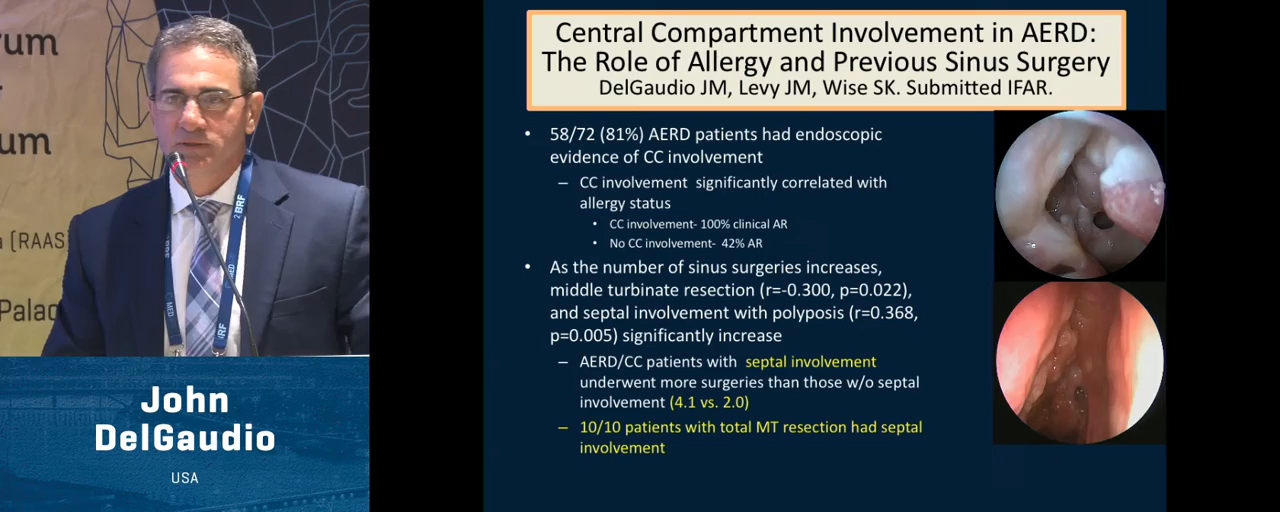 rum
um
a (RAAS
Palac
BRF
John
DelGaudio
USA
Central Compartment Involvement in AERD:
The Role of Allergy and Previous Sinus Surgery
DelGaudio JM, Levy JM, Wise SK. Submitted IFAR.
• 58/72 (81%) AERD patients had endoscopic
evidence of CC involvement
– CC involvement significantly correlated with
allergy status
• CC involvement- 100% clinical AR
• No CC involvement- 42% AR
• As the number of sinus surgeries increases,
middle turbinate resection (r=-0.300, p=0.022),
and septal involvement with polyposis (r=0.368,
p=0.005) significantly increase
– AERD/CC patients with septal involvement
underwent more surgeries than those w/o septal
involvement (4.1 vs. 2.0)
– 10/10 patients with total MT resection had septal
involvement